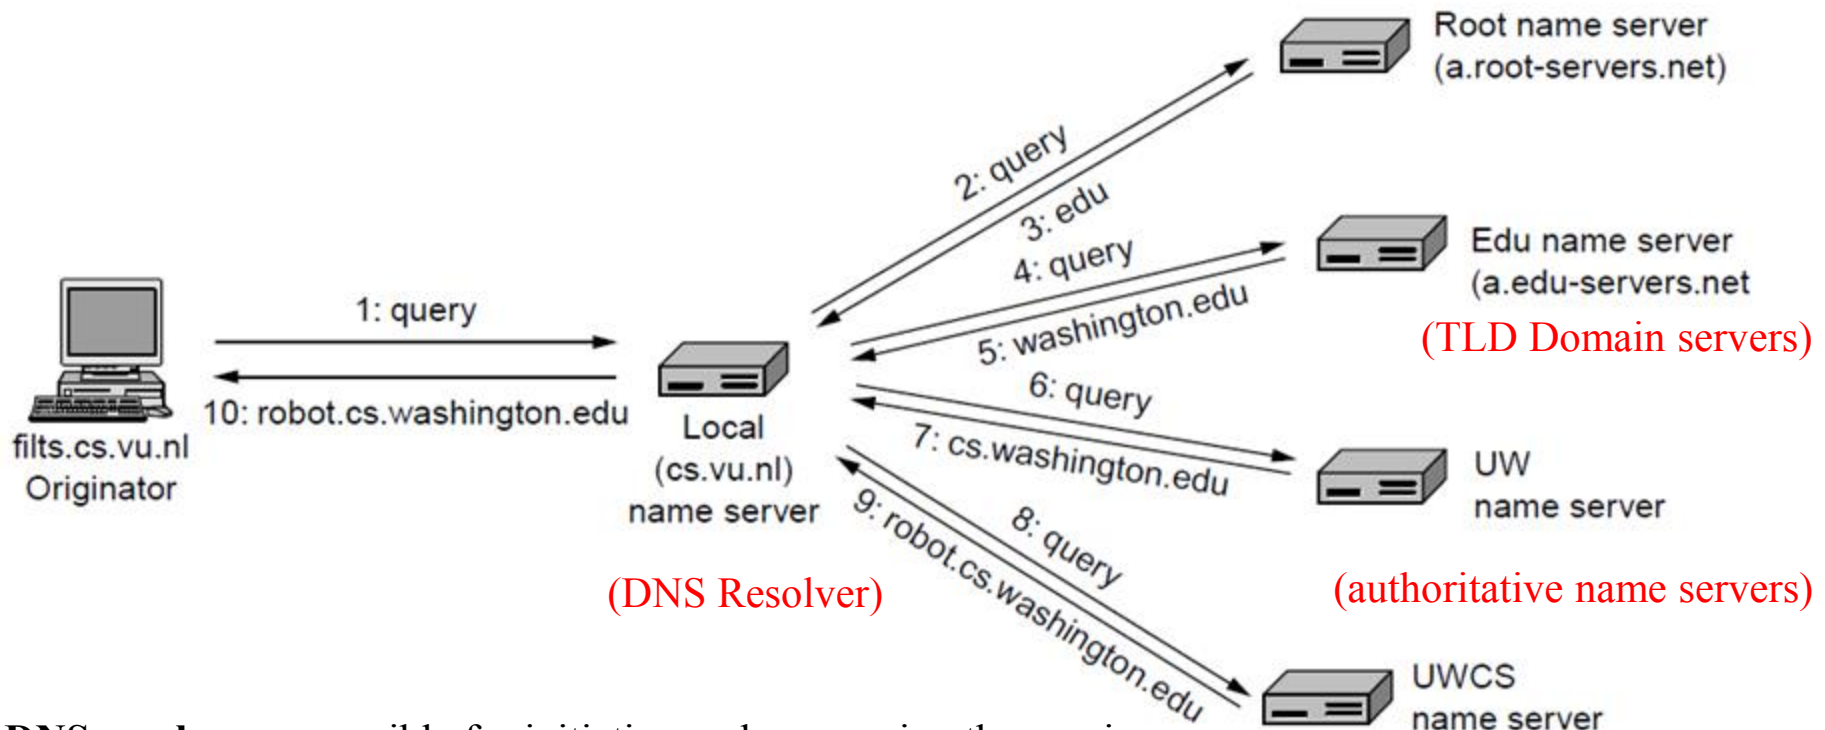 Root name server
(a.root-servers.net)
2: query
3: edu
4: query
Edu name server
(a.edu-servers.net
5: washington.edu
(TLD Domain servers)
1: query
10: robot.cs.washington.edu
filts.cs.vu.nl
Originator
Local
(cs.vu.nl)
name server
(DNS Resolver)
6: query
7: cs.washington.edu
UW
name server
(authoritative name servers)
8: query
9: robot.cs.washington.edu
UWCS
name server